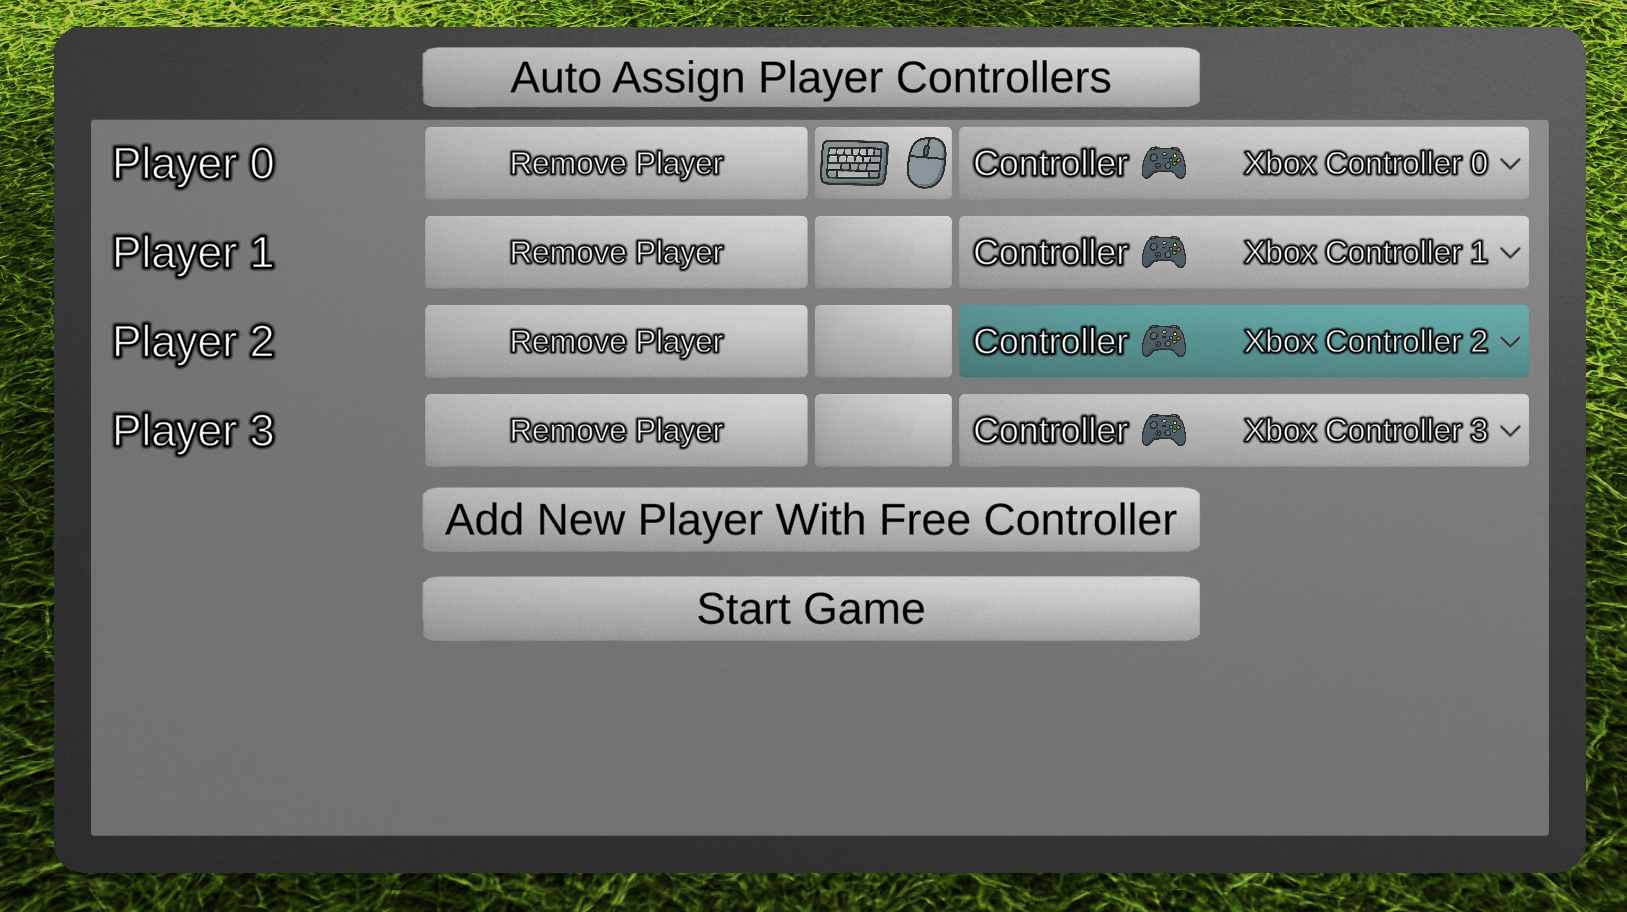 Auto Assign Player Controllers
Player 0 Remove Player Controller Xbox Controller 0
Player 1 Remove Player Controller Xbox Controller 1
Player 2 Remove Player Controller Xbox Controller 2
Player 3 Remove Player Controller Xbox Controller 3
Add New Player With Free Controller
Start Game